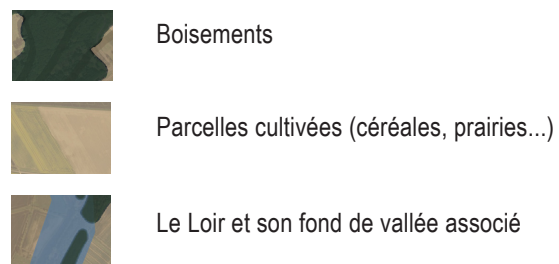 Boisements
Parcelles cultivées (céréales, prairies...)
Le Loir et son fond de vallée associé